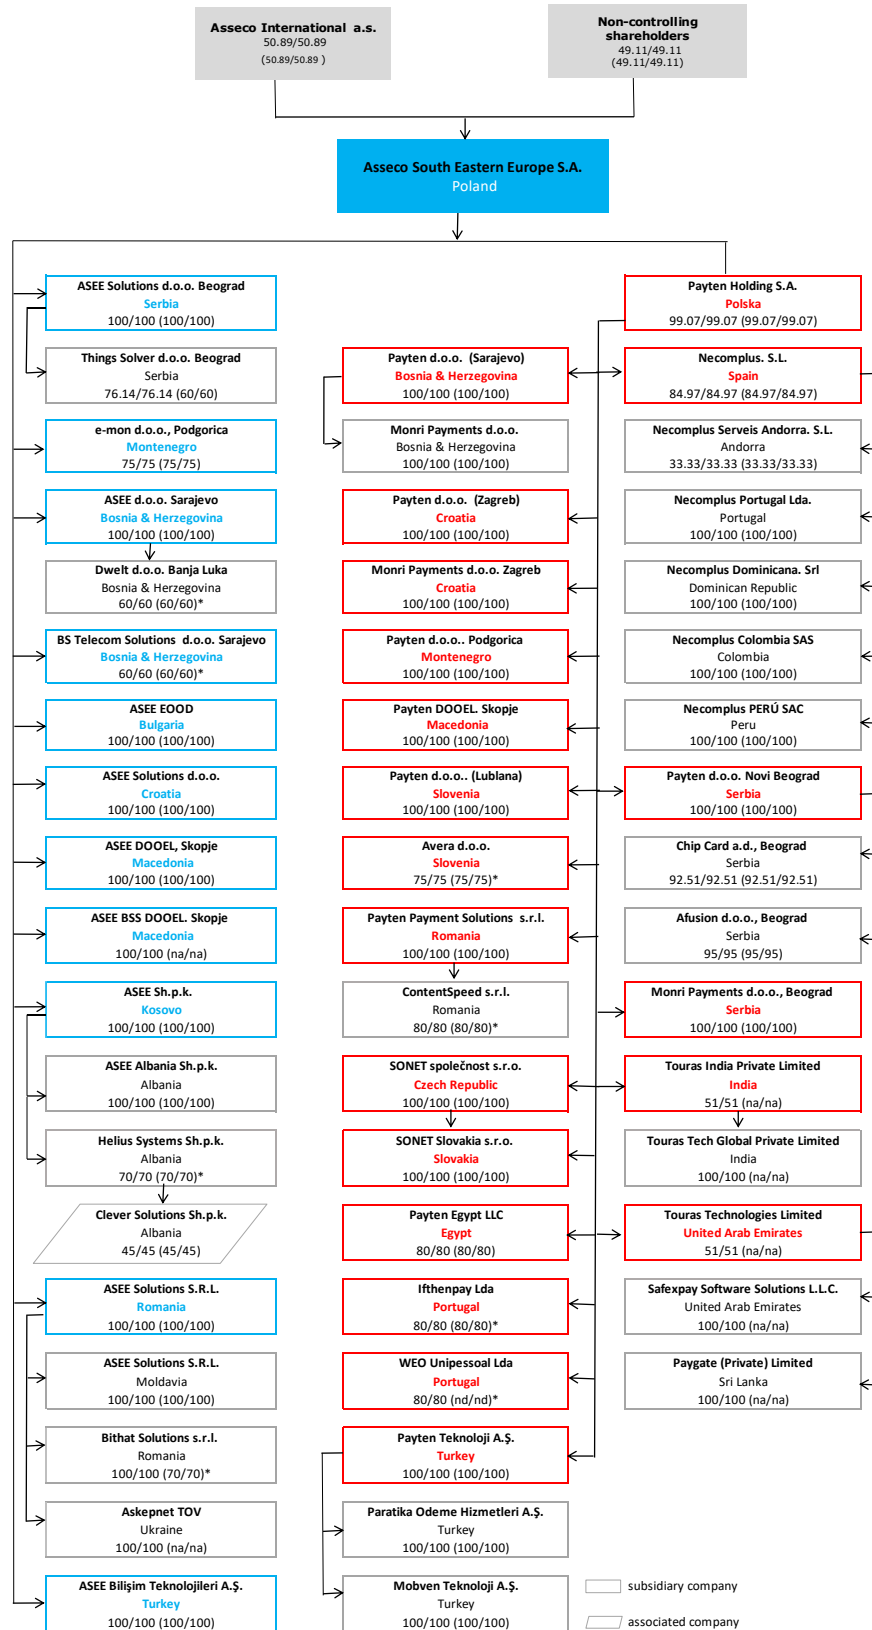 Asseco International a.s.
50.89/50.89
(50.89/50.89 )
Non-controlling
shareholders
49.11/49.11
(49.11/49.11)
Asseco South Eastern Europe S.A.
Poland
ASEE Solutions d.o.o. Beograd
Serbia
100/100 (100/100)
Things Solver d.o.o. Beograd
Serbia
76.14/76.14 (60/60)
e-mon d.o.o., Podgorica
Montenegro
75/75 (75/75)
ASEE d.o.o. Sarajevo
Bosnia & Herzegovina
100/100 (100/100)
Dwelt d.o.o. Banja Luka
Bosnia & Herzegovina
60/60 (60/60)*
BS Telecom Solutions  d.o.o. Sarajevo
Bosnia & Herzegovina
60/60 (60/60)*
ASEE EOOD
Bulgaria
100/100 (100/100)
ASEE Solutions d.o.o.
Croatia
100/100 (100/100)
ASEE DOOEL, Skopje
Macedonia
100/100 (100/100)
ASEE BSS DOOEL. Skopje
Macedonia
100/100 (na/na)
ASEE Sh.p.k.
Kosovo
100/100 (100/100)
ASEE Albania Sh.p.k.
Albania
100/100 (100/100)
Helius Systems Sh.p.k.
Albania
70/70 (70/70)*
Clever Solutions Sh.p.k.
Albania
45/45 (45/45)
ASEE Solutions S.R.L.
Romania
100/100 (100/100)
ASEE Solutions S.R.L.
Moldavia
100/100 (100/100)
Bithat Solutions s.r.l.
Romania
100/100 (70/70)*
Askepnet TOV
Ukraine
100/100 (na/na)
ASEE Bilişim Teknolojileri A.Ş.
Turkey
100/100 (100/100)
Payten d.o.o.  (Sarajevo)
Bosnia & Herzegovina
100/100 (100/100)
Monri Payments d.o.o.
Bosnia & Herzegovina
100/100 (100/100)
Payten d.o.o.  (Zagreb)
Croatia
100/100 (100/100)
Monri Payments d.o.o. Zagreb
Croatia
100/100 (100/100)
Payten d.o.o.. Podgorica
Montenegro
100/100 (100/100)
Payten DOOEL. Skopje
Macedonia
100/100 (100/100)
Payten d.o.o.. (Lublana)
Slovenia
100/100 (100/100)
Avera d.o.o.
Slovenia
75/75 (75/75)*
Payten Payment Solutions  s.r.l.
Romania
100/100 (100/100)
ContentSpeed s.r.l.
Romania
80/80 (80/80)*
SONET společnost s.r.o.
Czech Republic
100/100 (100/100)
SONET Slovakia s.r.o.
Slovakia
100/100 (100/100)
Payten Egypt LLC
Egypt
80/80 (80/80)
Ifthenpay Lda
Portugal
80/80 (80/80)*
WEO Unipessoal Lda
Portugal
80/80 (nd/nd)*
Payten Teknoloji A.Ş.
Turkey
100/100 (100/100)
Paratika Odeme Hizmetleri A.Ş.
Turkey
100/100 (100/100)
Mobven Teknoloji A.Ş.
Turkey
100/100 (100/100)
Payten Holding S.A.
Polska
99.07/99.07 (99.07/99.07)
Necomplus. S.L.
Spain
84.97/84.97 (84.97/84.97)
Necomplus Serveis Andorra. S.L.
Andorra
33.33/33.33 (33.33/33.33)
Necomplus Portugal Lda.
Portugal
100/100 (100/100)
Necomplus Dominicana. Srl
Dominican Republic
100/100 (100/100)
Necomplus Colombia SAS
Colombia
100/100 (100/100)
Necomplus PERÚ SAC
Peru
100/100 (100/100)
Payten d.o.o. Novi Beograd
Serbia
100/100 (100/100)
Chip Card a.d., Beograd
Serbia
92.51/92.51 (92.51/92.51)
Afusion d.o.o., Beograd
Serbia
95/95 (95/95)
Monri Payments d.o.o., Beograd
Serbia
100/100 (100/100)
Touras India Private Limited
India
51/51 (na/na)
Touras Tech Global Private Limited
India
100/100 (na/na)
Touras Technologies Limited
United Arab Emirates
51/51 (na/na)
Safexpay Software Solutions L.L.C.
United Arab Emirates
100/100 (na/na)
Paygate (Private) Limited
Sri Lanka
100/100 (na/na)
subsidiary company
associated company